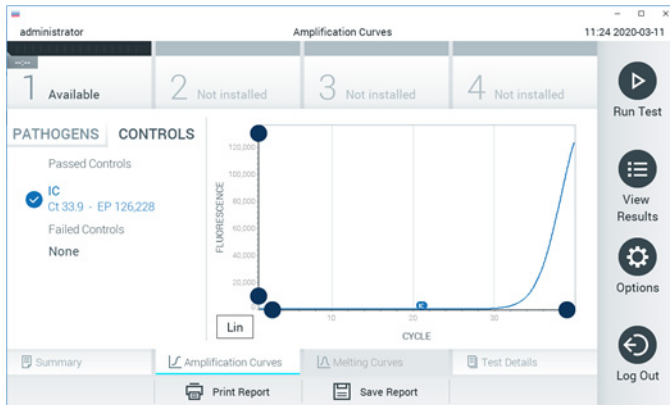 administrator
Amplification Curves
11:24 2020-03-11
--:--
1 Available
2 Not installed
3 Not installed
4 Not installed
Run Test
View
Results
Options
Log Out
PATHOGENS CONTROLS
Passed Controls
IC
Ct 33.9 - EP 126,228
Failed Controls
None
FLUORESCENCE
120,000
100,000
80,000
60,000
40,000
20,000
IC
10 20 30
CYCLE
Lin
Summary
Amplification Curves
Melting Curves
Test Details
Print Report
Save Report